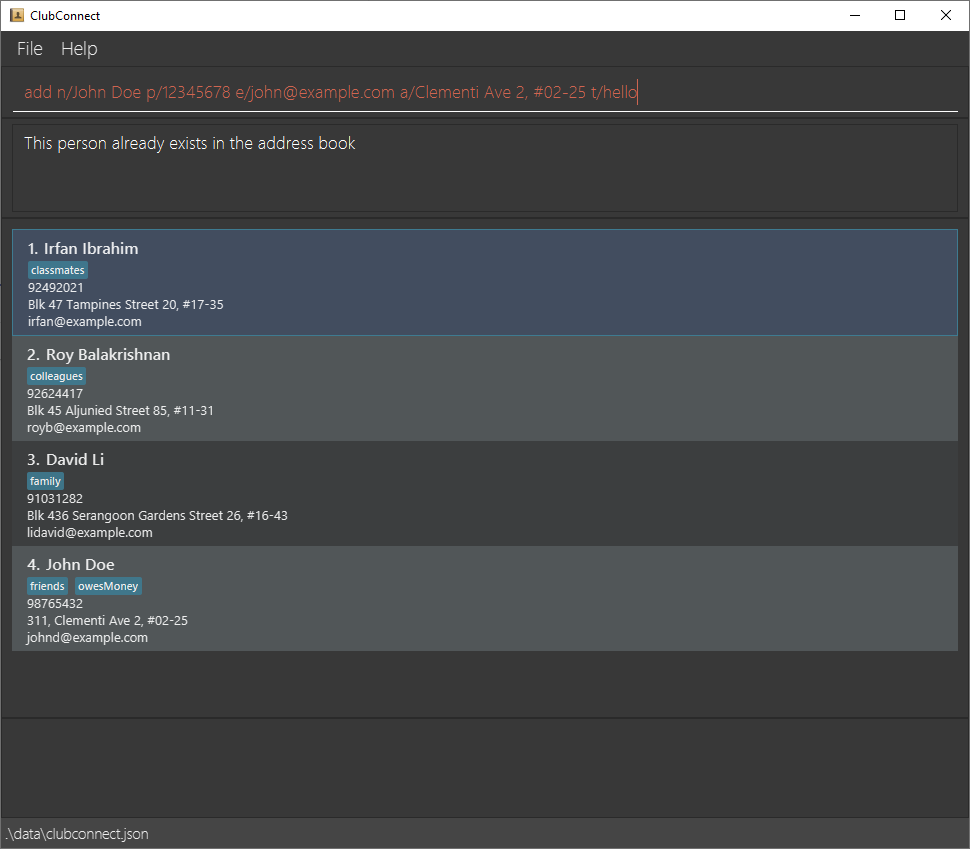 ClubConnect
File Help
add n/John Doe p/12345678 e/john@example.com a/Clementi Ave 2, #02-25 t/hello
This person already exists in the address book
1. Irfan Ibrahim
classmates
92492021
Blk 47 Tampines Street 20, #17-35
irfan@example.com
2. Roy Balakrishnan
colleagues
92624417
Blk 45 Aljunied Street 85, #11-31
royb@example.com
3. David Li
family
91031282
Blk 436 Serangoon Gardens Street 26, #16-43
lidavid@example.com
4. John Doe
friends owesMoney
98765432
311, Clementi Ave 2, #02-25
johnd@example.com
.\data\clubconnect.json